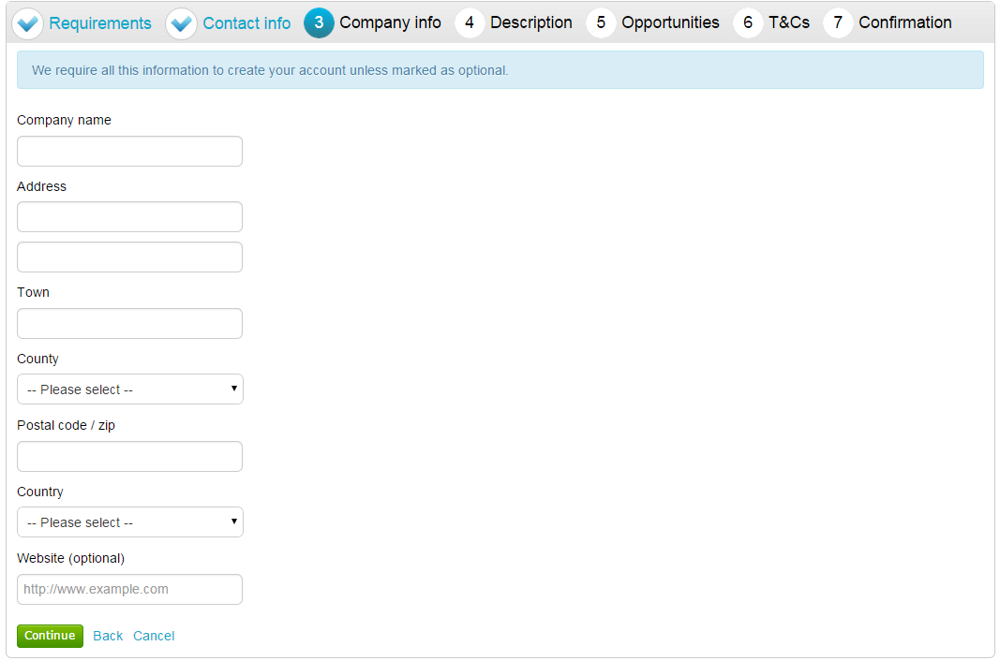 Requirements Contact info 3 Company info 4 Description 5 Opportunities 6 T&Cs 7 Confirmation
We require all this information to create your account unless marked as optional.
Company name
Address
Town
County
-- Please select --
Postal code / zip
Country
-- Please select --
Website (optional)
http://www.example.com
Continue Back Cancel